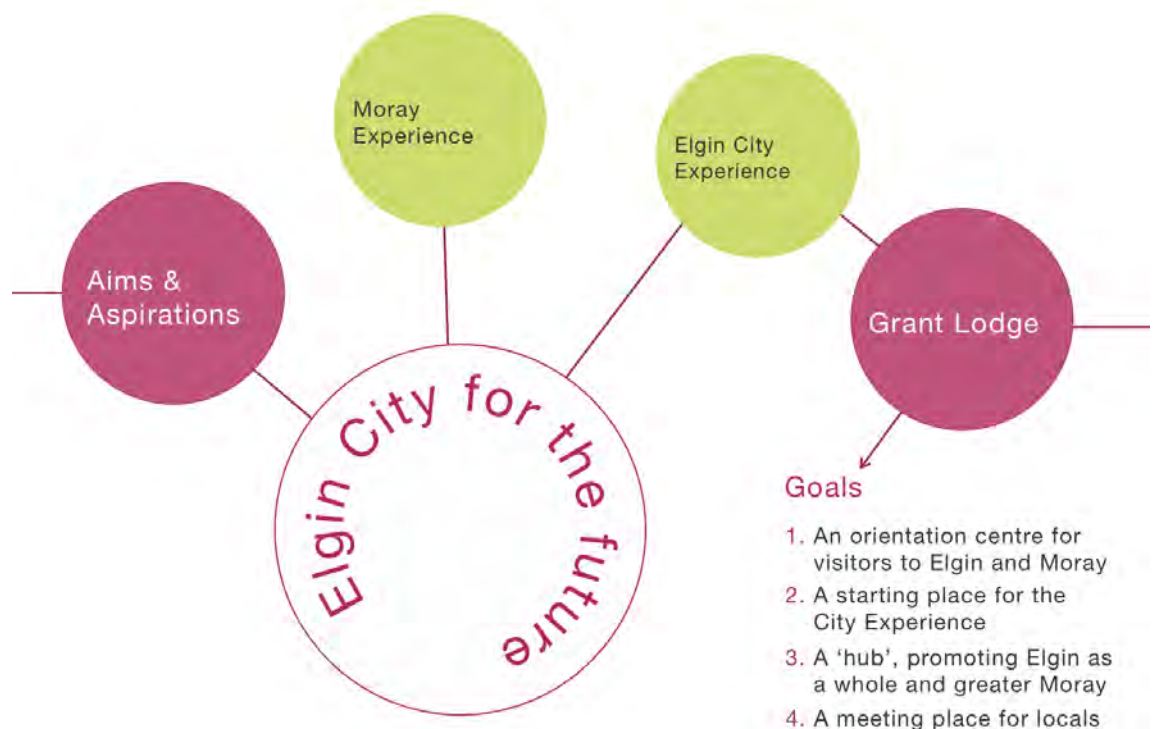 Moray
Experience
Elgin City
Experience
Aims &
Aspirations
Grant Lodge
Elgin City for the future
Goals
1. An orientation centre for
visitors to Elgin and Moray
2. A starting place for the
City Experience
3. A ‘hub’, promoting Elgin as
a whole and greater Moray
4. A meeting place for locals